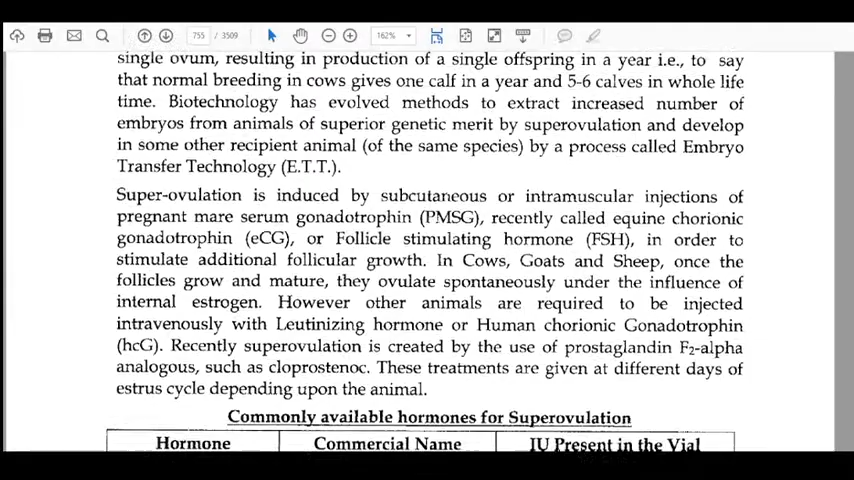 755 / 3509
162%
single ovum, resulting in production of a single offspring in a year i.e., to say
that normal breeding in cows gives one calf in a year and 5-6 calves in whole life
time. Biotechnology has evolved methods to extract increased number of
embryos from animals of superior genetic merit by superovulation and develop
in some other recipient animal (of the same species) by a process called Embryo
Transfer Technology (E.T.T.).
Super-ovulation is induced by subcutaneous or intramuscular injections of
pregnant mare serum gonadotrophin (PMSG), recently called equine chorionic
gonadotrophin (eCG), or Follicle stimulating hormone (FSH), in order to
stimulate additional follicular growth. In Cows, Goats and Sheep, once the
follicles grow and mature, they ovulate spontaneously under the influence of
internal estrogen. However other animals are required to be injected
intravenously with Leutinizing hormone or Human chorionic Gonadotrophin
(hcG). Recently superovulation is created by the use of prostaglandin F2-alpha
analogous, such as cloprostenoc. These treatments are given at different days of
estrus cycle depending upon the animal.
Commonly available hormones for Superovulation
Hormone Commercial Name IU Present in the Vial